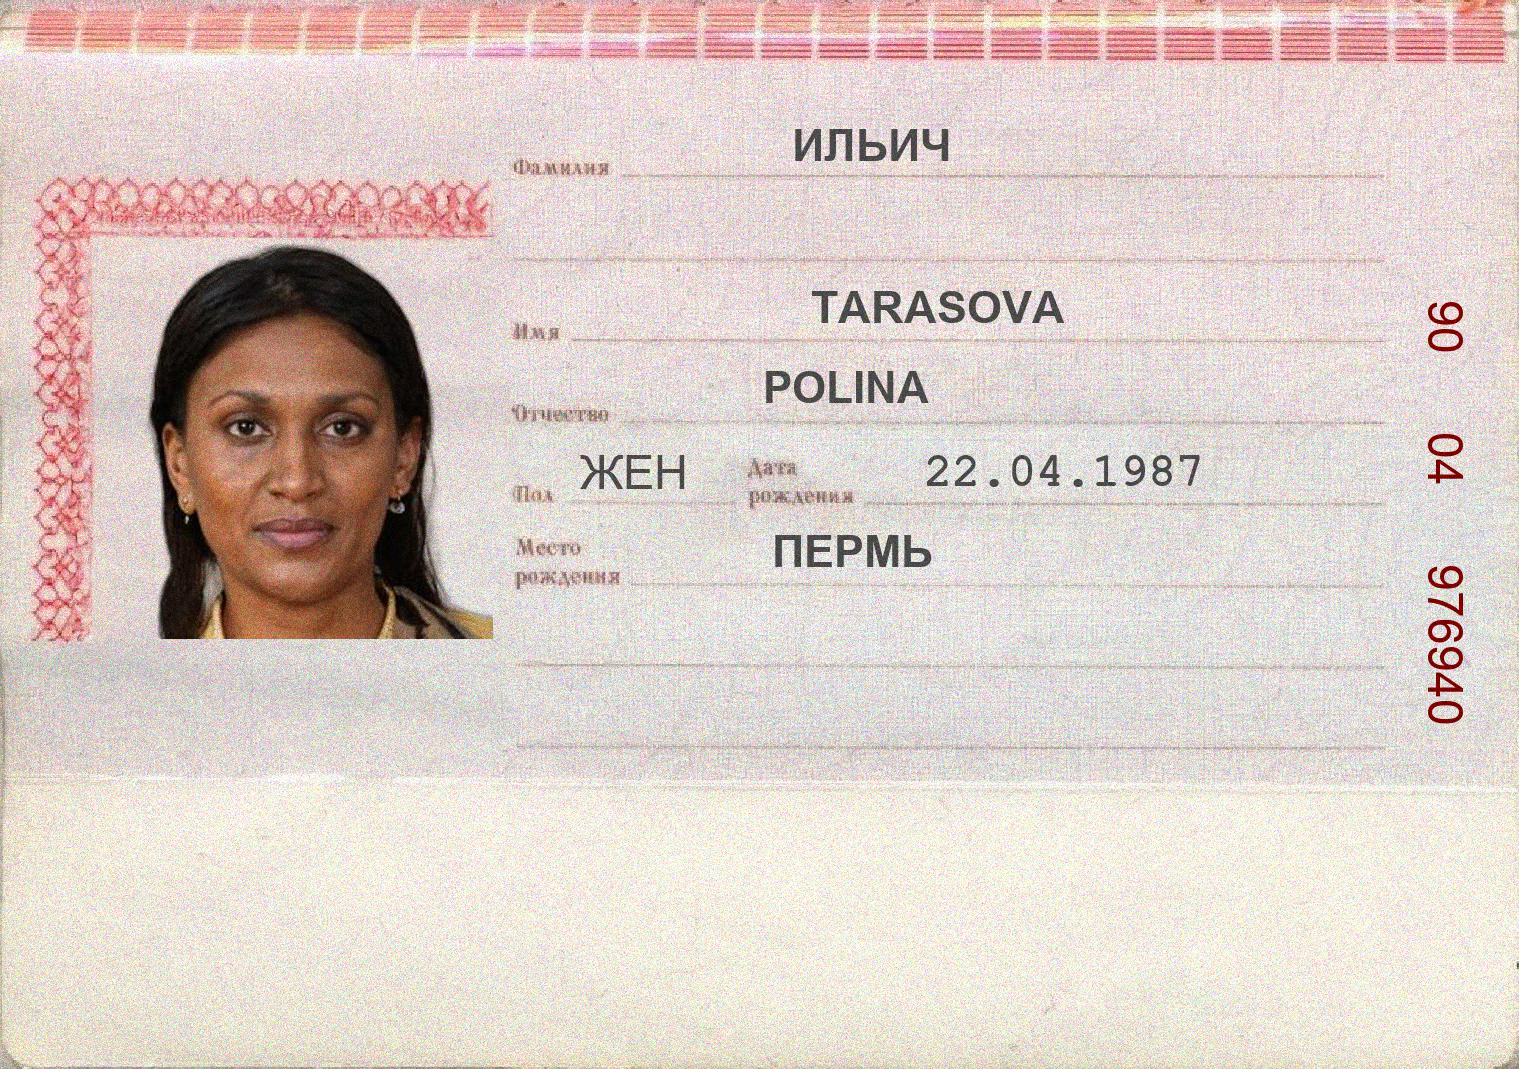 Фамилия ИЛЬИЧ
Имя TARASOVA
Отчество POLINA
Пол ЖЕН Дата рождения 22.04.1987
Место рождения ПЕРМЬ
90 04 976940